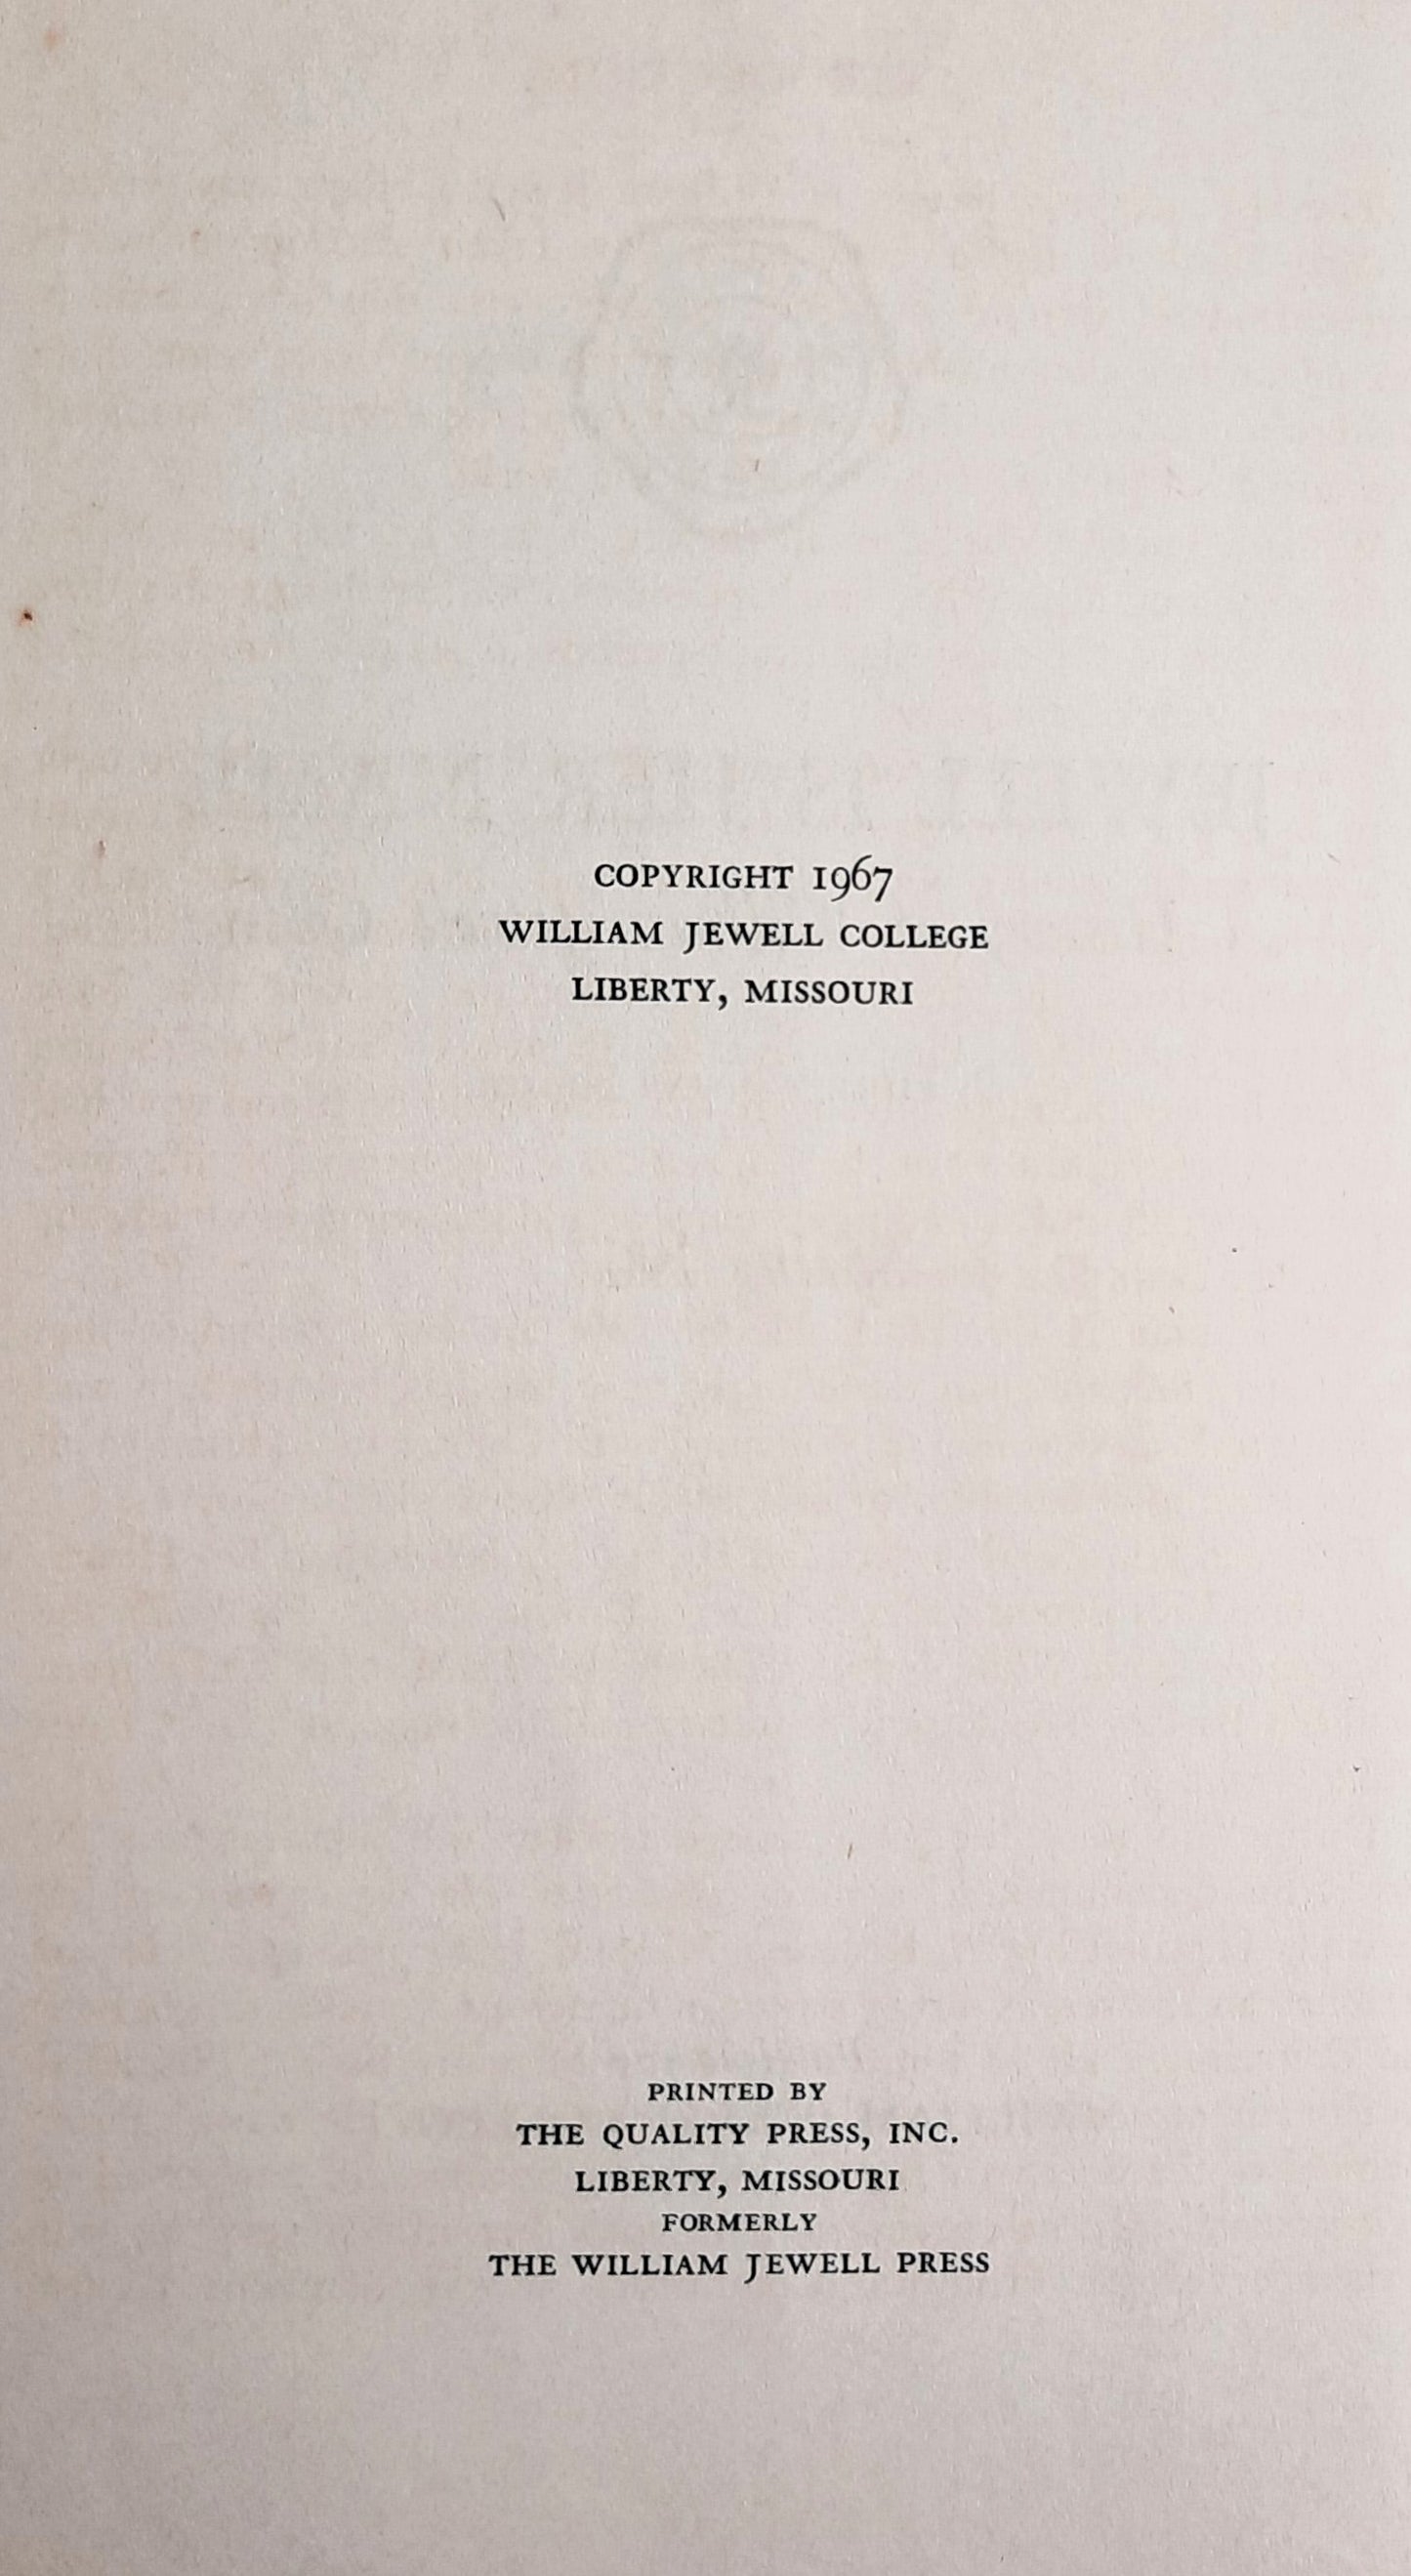 COPYRIGHT 1967
WILLIAM JEWELL COLLEGE
LIBERTY, MISSOURI
PRINTED BY
THE QUALITY PRESS, INC.
LIBERTY, MISSOURI
FORMERLY
THE WILLIAM JEWELL PRESS